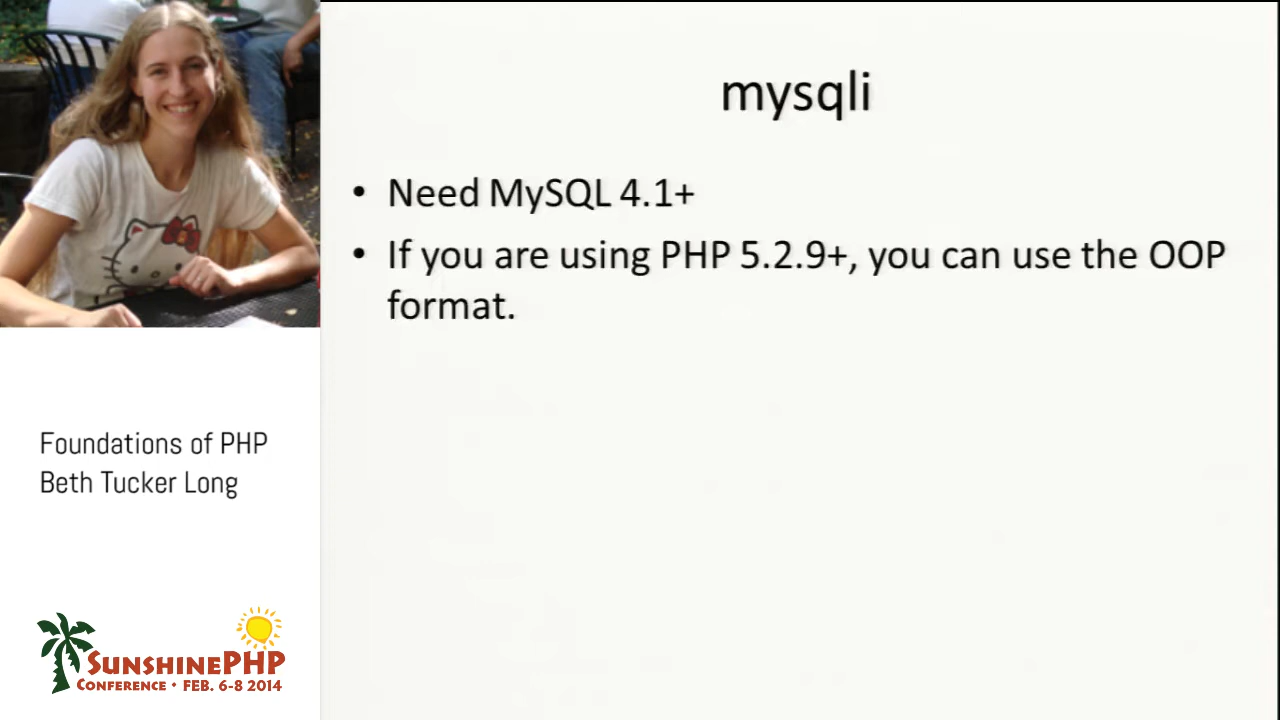 mysqli
• Need MySQL 4.1+
• If you are using PHP 5.2.9+, you can use the OOP
format.
Foundations of PHP
Beth Tucker Long
SUNSHINEPHP
CONFERENCE • FEB. 6-8 2014